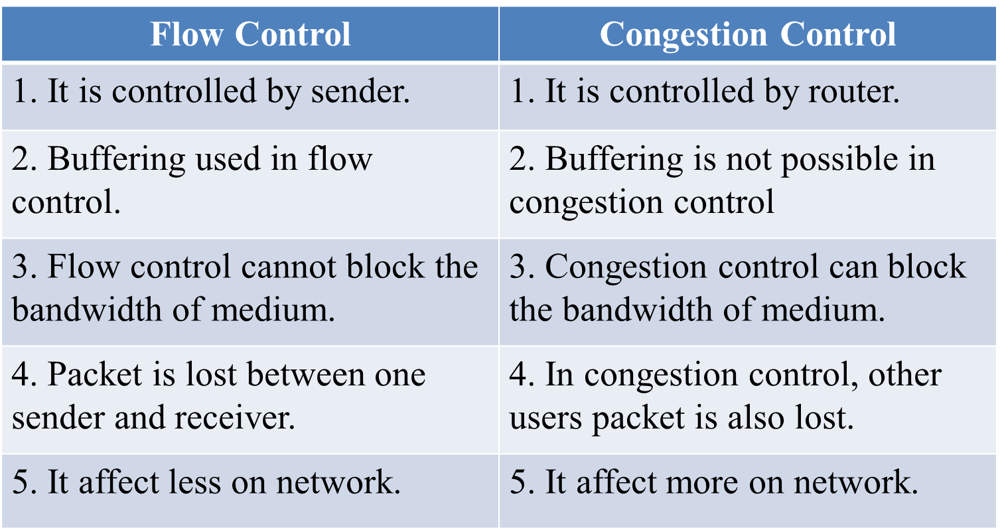 Flow Control
Congestion Control
1. It is controlled by sender.
1. It is controlled by router.
2. Buffering used in flow
control.
2. Buffering is not possible in
congestion control
3. Flow control cannot block the
bandwidth of medium.
3. Congestion control can block
the bandwidth of medium.
4. Packet is lost between one
sender and receiver.
4. In congestion control, other
users packet is also lost.
5. It affect less on network.
5. It affect more on network.